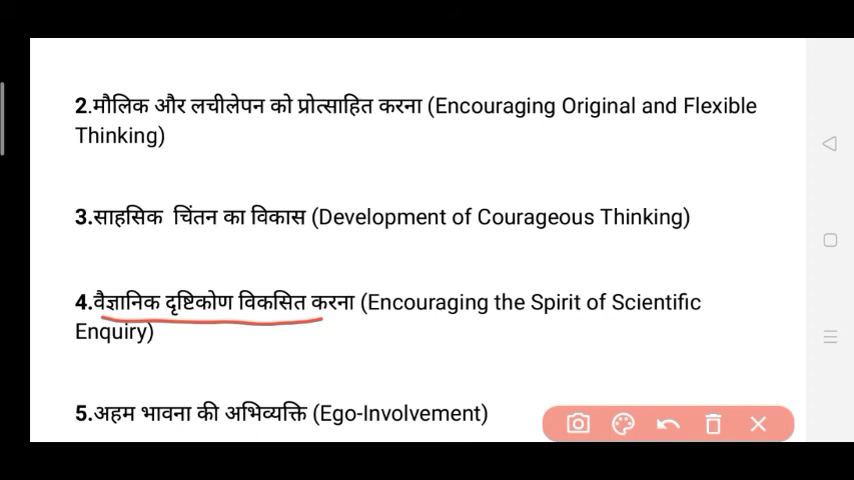 2.मौलिक और लचीलेपन को प्रोत्साहित करना (Encouraging Original and Flexible
Thinking)
3.साहसिक चिंतन का विकास (Development of Courageous Thinking)
4.वैज्ञानिक दृष्टिकोण विकसित करना (Encouraging the Spirit of Scientific
Enquiry)
5.अहम भावना की अभिव्यक्ति (Ego-Involvement)